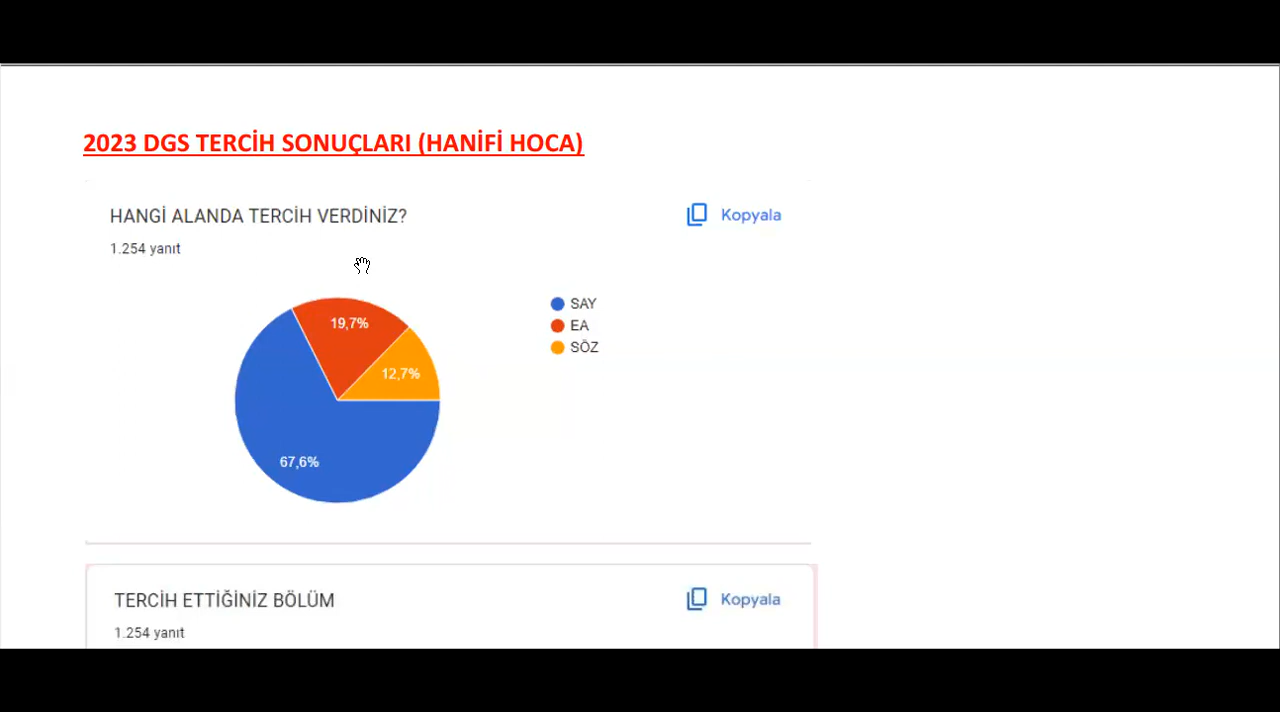 2023 DGS TERCİH SONUÇLARI (HANİFİ HOCA)
HANGİ ALANDA TERCİH VERDİNİZ?
Kopyala
1.254 yanıt
SAY
EA
SÖZ
19,7%
12,7%
67,6%
TERCİH ETTİĞİNİZ BÖLÜM
Kopyala
1.254 yanıt